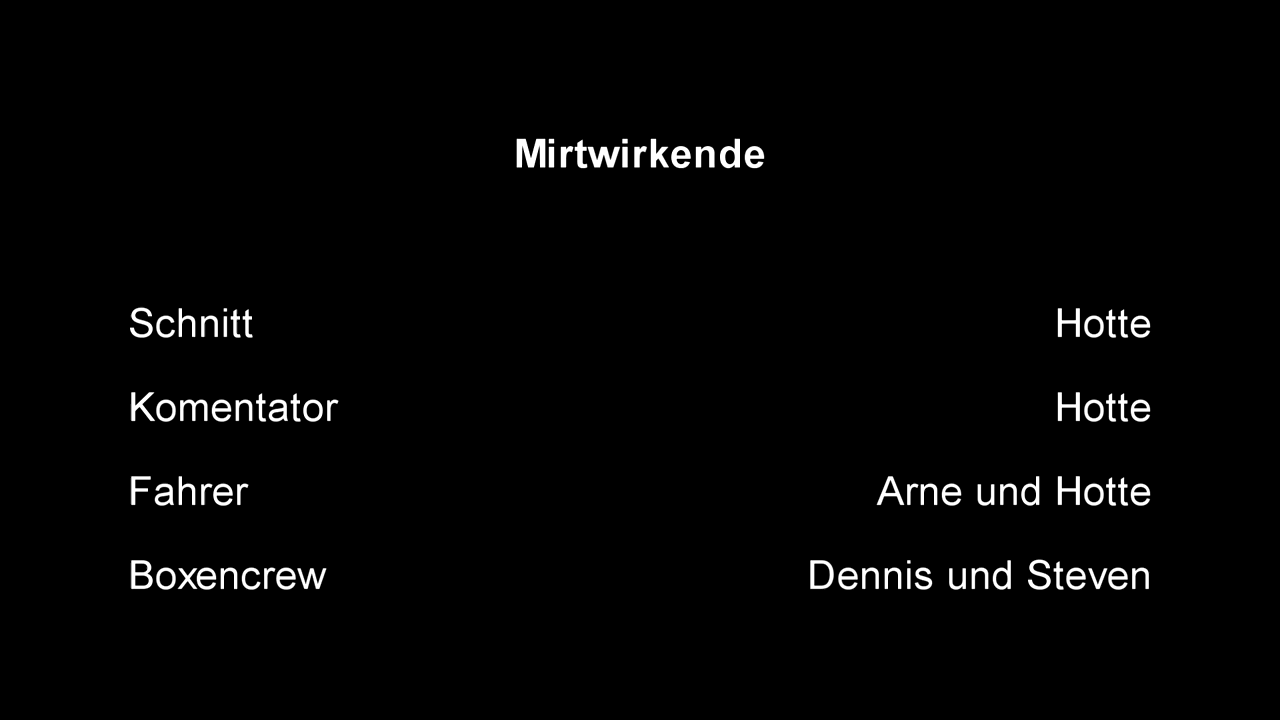 Mirtwirkende
Schnitt Hotte
Komentator Hotte
Fahrer Arne und Hotte
Boxencrew Dennis und Steven